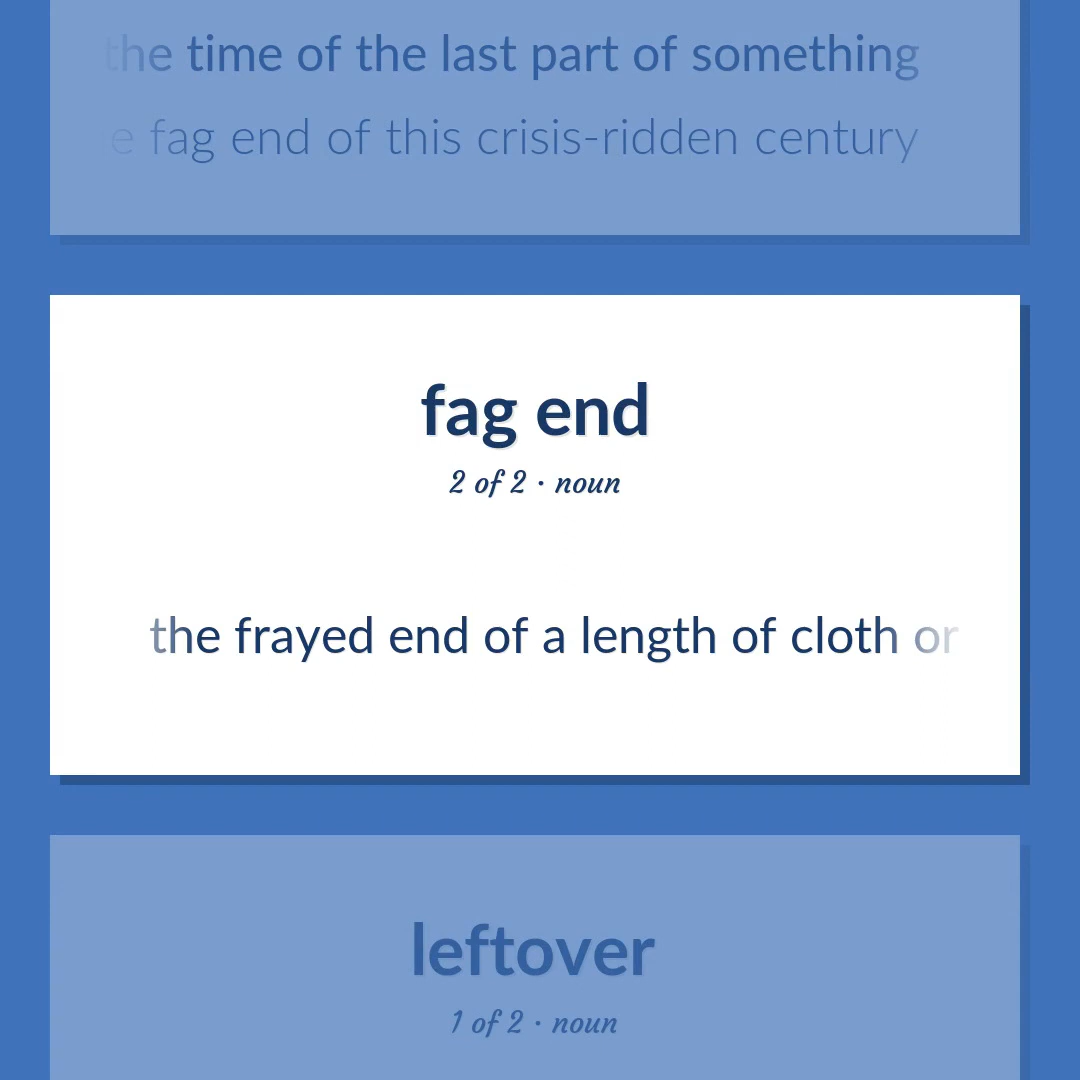 the time of the last part of something
fag end of this crisis-ridden century
fag end
2 of 2 · noun
the frayed end of a length of cloth or
leftover
1 of 2 · noun